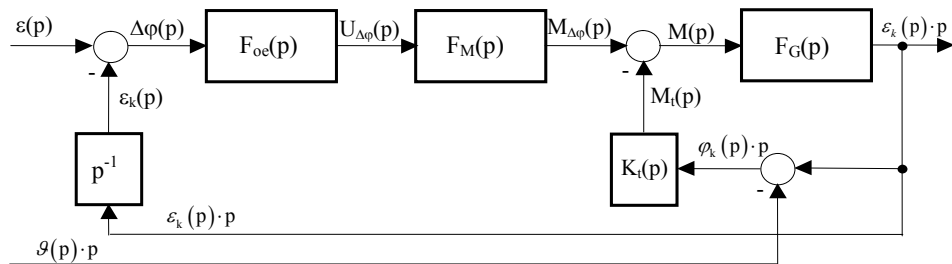 ε(p)
Δφ(p)
F_oe(p)
U_Δφ(p)
F_M(p)
M_Δφ(p)
M(p)
F_G(p)
ε_k(p)·p
-
-
ε_k(p)
M_t(p)
p^-1
K_t(p)
φ_k(p)·p
-
ε_k(p)·p
ϑ(p)·p